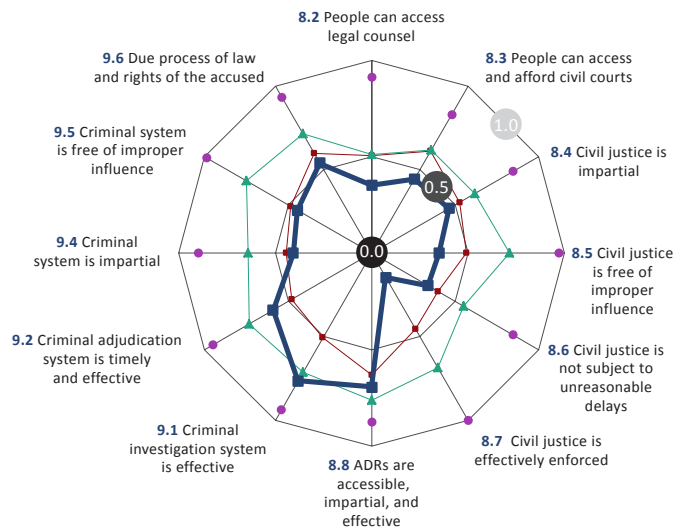 8.2 People can access
legal counsel
8.3 People can access
and afford civil courts
8.4 Civil justice is
impartial
8.5 Civil justice
is free of
improper
influence
8.6 Civil justice is
not subject to
unreasonable
delays
8.7 Civil justice is
effectively enforced
8.8 ADRs are
accessible,
impartial, and
effective
9.1 Criminal
investigation system
is effective
9.2 Criminal adjudication
system is timely
and effective
9.4 Criminal
system is impartial
9.5 Criminal system
is free of improper
influence
9.6 Due process of law
and rights of the accused
1.0
0.5
0.0